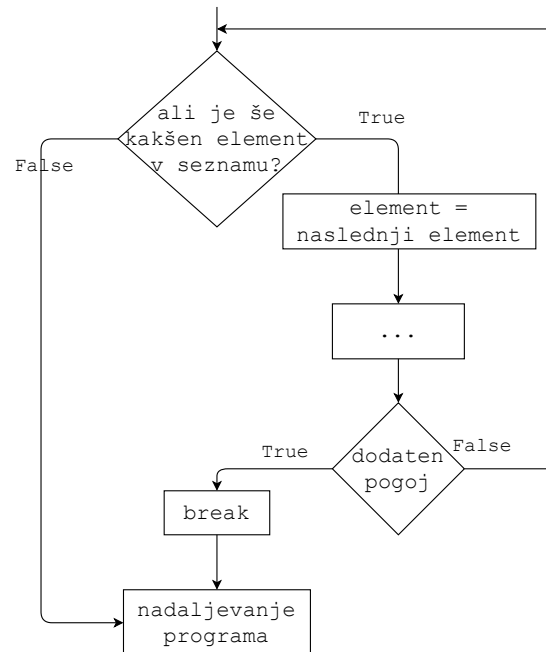 ali je še
kakšen element
v seznamu?
True
False
element =
naslednji element
...
dodaten
pogoj
True
False
break
nadaljevanje
programa